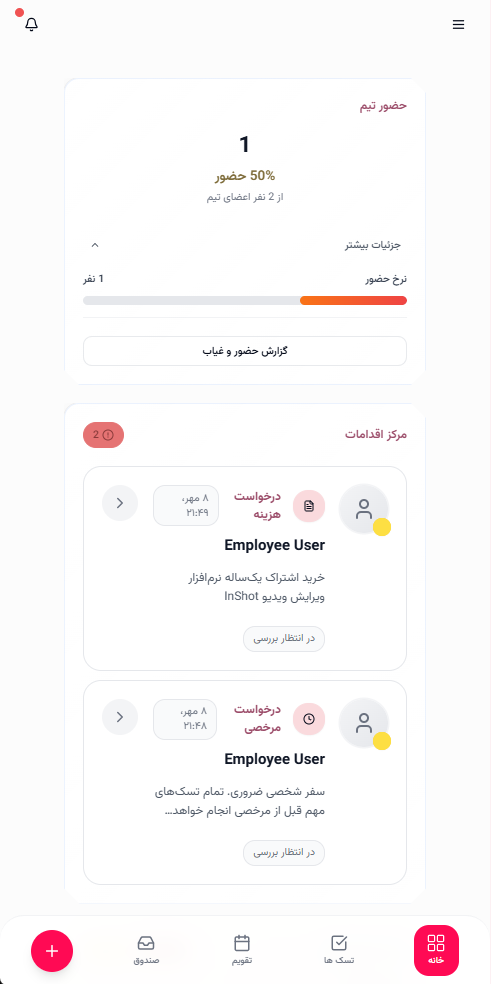 حضور تیم
1
50% حضور
از 2 نفر اعضای تیم
جزئیات بیشتر
نرخ حضور
1 نفر
گزارش حضور و غیاب
مرکز اقدامات
2
درخواست
هزینه
۸ مهر،
۲۱:۴۹
Employee User
خرید اشتراک یک‌ساله نرم‌افزار
ویرایش ویدیو InShot
در انتظار بررسی
درخواست
مرخصی
۸ مهر،
۲۱:۴۸
Employee User
سفر شخصی ضروری. تمام تسک‌های
مهم قبل از مرخصی انجام خواهد...
در انتظار بررسی
خانه
تسک ها
تقویم
صندوق